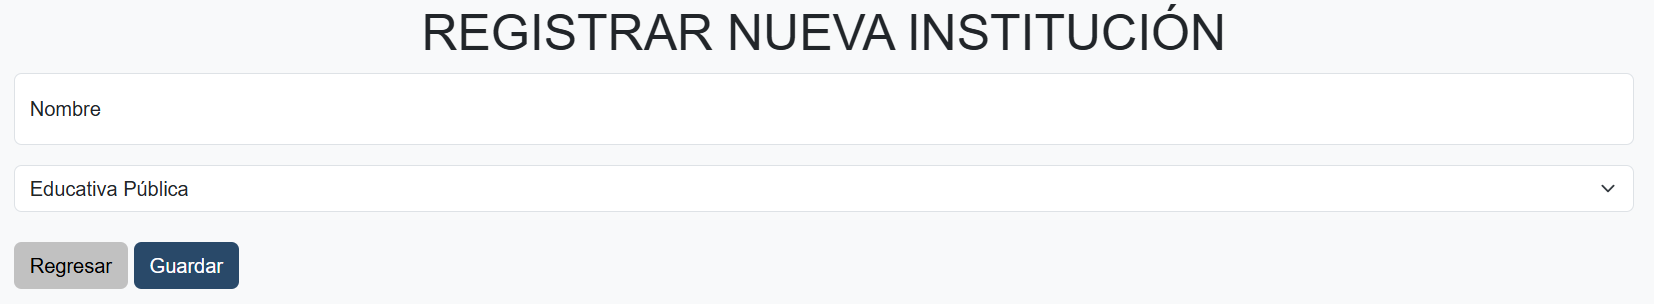 REGISTRAR NUEVA INSTITUCIÓN
Nombre
Educativa Pública
Regresar Guardar